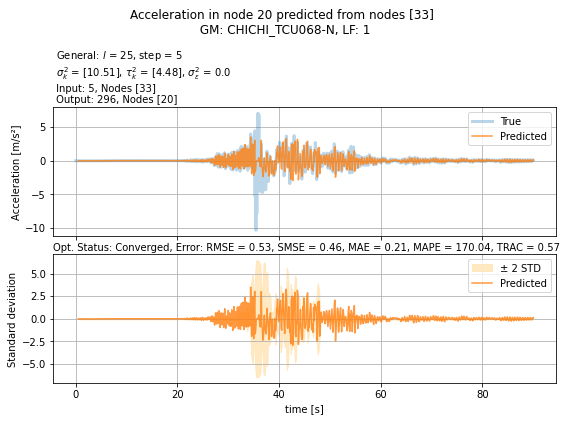 Acceleration in node 20 predicted from nodes [33]
GM: CHICHI_TCU068-N, LF: 1
General: l = 25, step = 5
σ²ₖ = [10.51], τ²ₖ = [4.48], σ²ε = 0.0
Input: 5, Nodes [33]
Output: 296, Nodes [20]
Acceleration [m/s²]
5
0
−5
−10
True
Predicted
Opt. Status: Converged, Error: RMSE = 0.53, SMSE = 0.46, MAE = 0.21, MAPE = 170.04, TRAC = 0.57
Standard deviation
5.0
2.5
0.0
−2.5
−5.0
± 2 STD
Predicted
0 20 40 60 80
time [s]